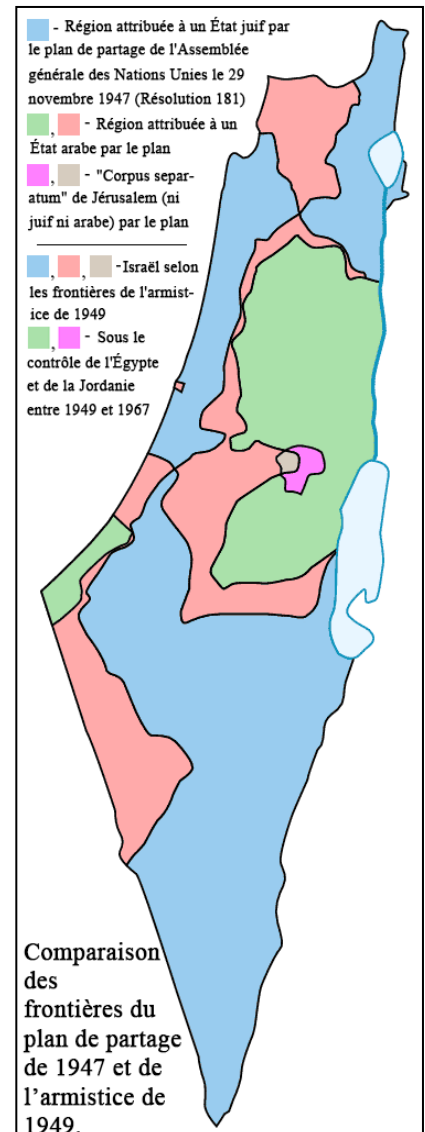 - Région attribuée à un État juif par
le plan de partage de l'Assemblée
générale des Nations Unies le 29
novembre 1947 (Résolution 181)
, - Région attribuée à un
État arabe par le plan
, - "Corpus separ-
atum" de Jérusalem (ni
juif ni arabe) par le plan
, , -Israël selon
les frontières de l'armist-
ice de 1949
, - Sous le
contrôle de l'Égypte
et de la Jordanie
entre 1949 et 1967
Comparaison
des
frontières du
plan de partage
de 1947 et de
l’armistice de
1949.